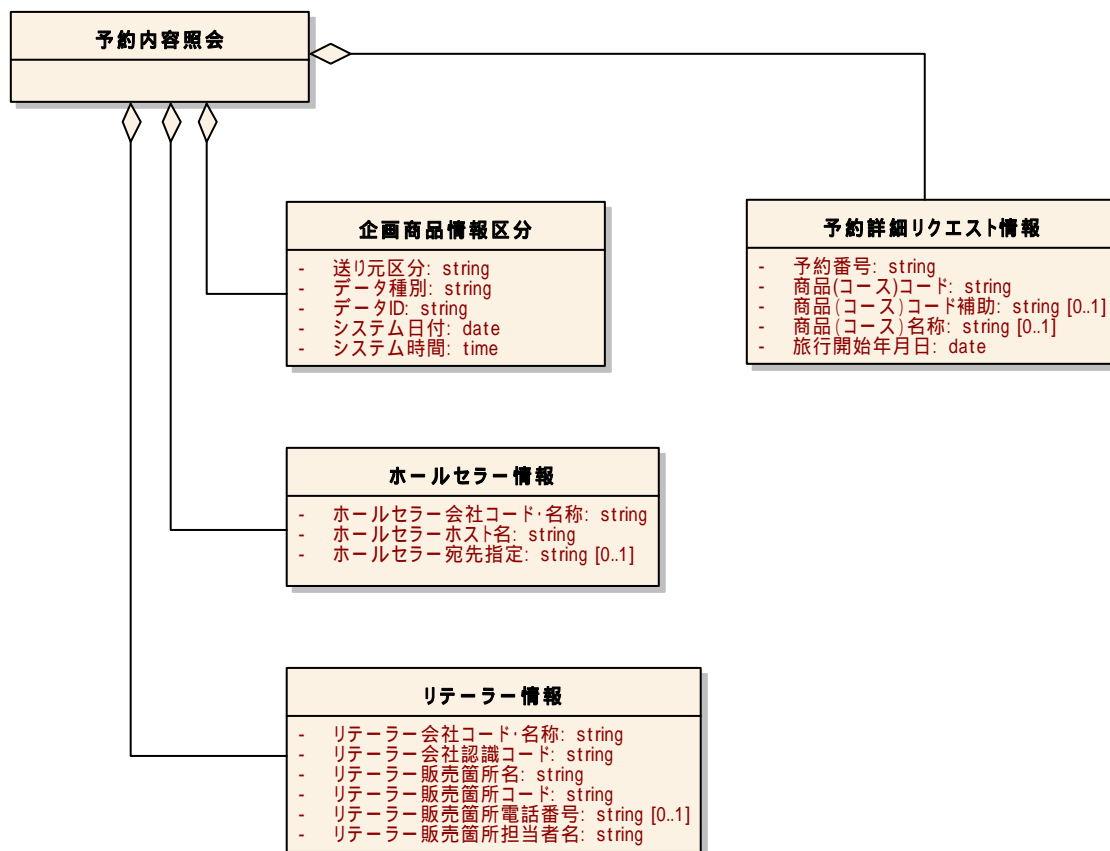 予約内容照会
企画商品情報区分
- 送り元区分: string
- データ種別: string
- データID: string
- システム日付: date
- システム時間: time
予約詳細リクエスト情報
- 予約番号: string
- 商品(コース)コード: string
- 商品(コース)コード補助: string [0..1]
- 商品(コース)名称: string [0..1]
- 旅行開始年月日: date
ホールセラー情報
- ホールセラー会社コード・名称: string
- ホールセラーホスト名: string
- ホールセラー宛先指定: string [0..1]
リテーラー情報
- リテーラー会社コード・名称: string
- リテーラー会社認識コード: string
- リテーラー販売箇所名: string
- リテーラー販売箇所コード: string
- リテーラー販売箇所電話番号: string [0..1]
- リテーラー販売箇所担当者名: string